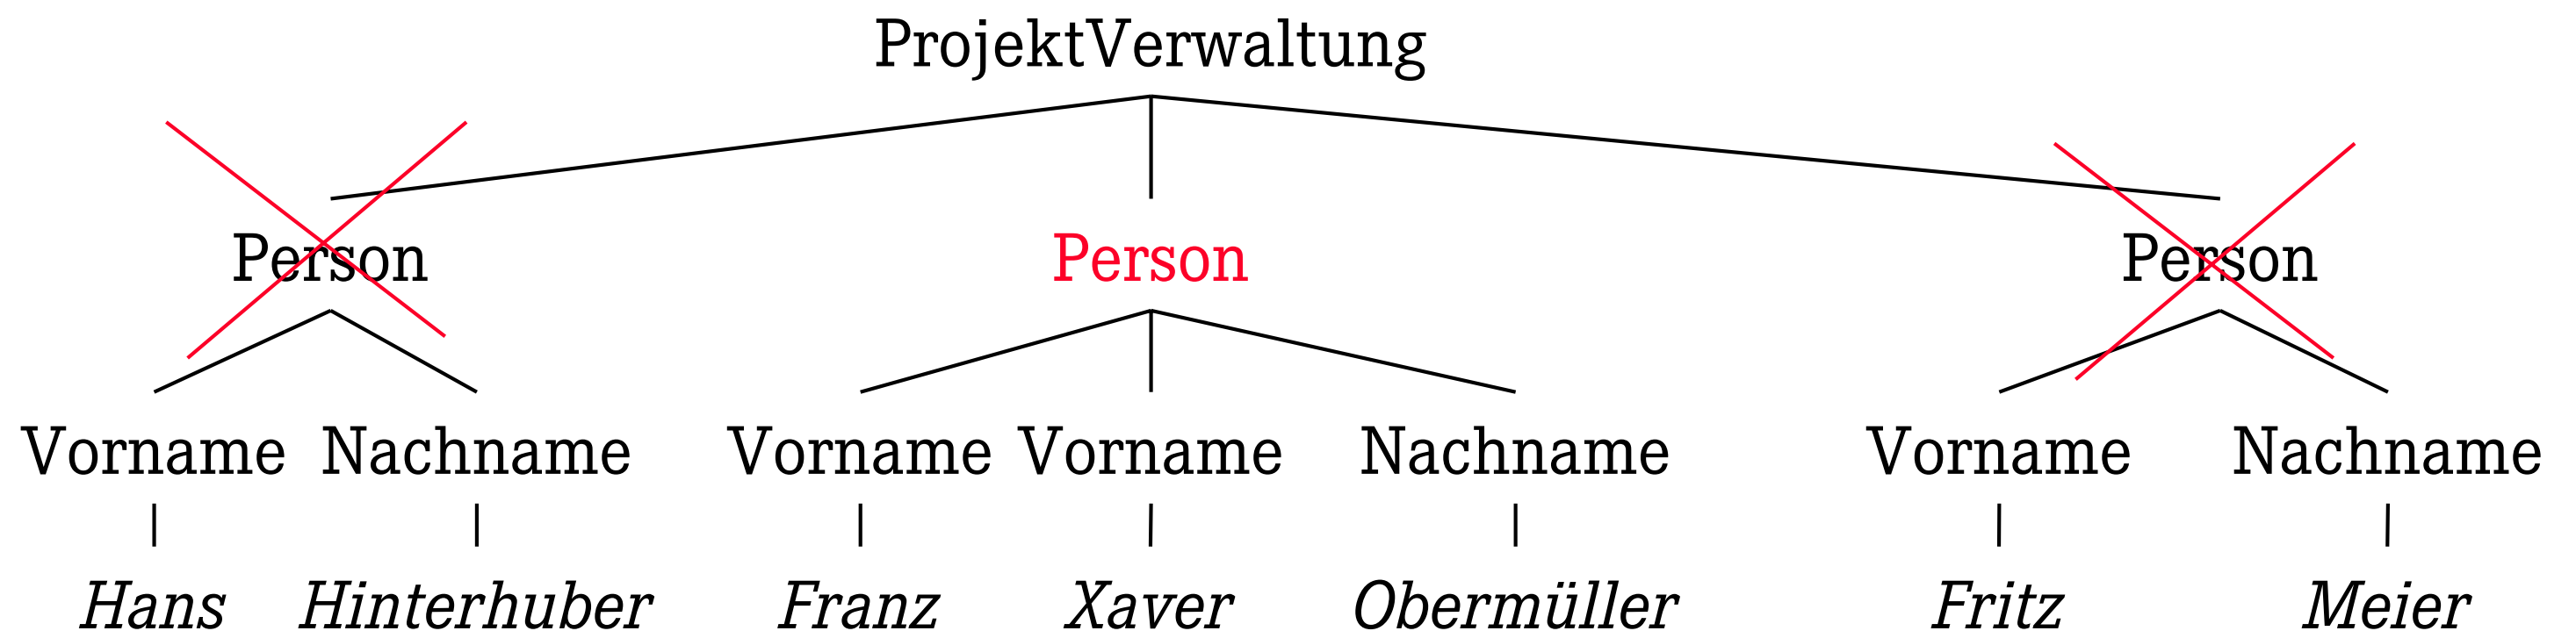 ProjektVerwaltung
Person Person Person
Vorname Nachname Vorname Vorname Nachname Vorname Nachname
Hans Hinterhuber Franz Xaver Obermüller Fritz Meier